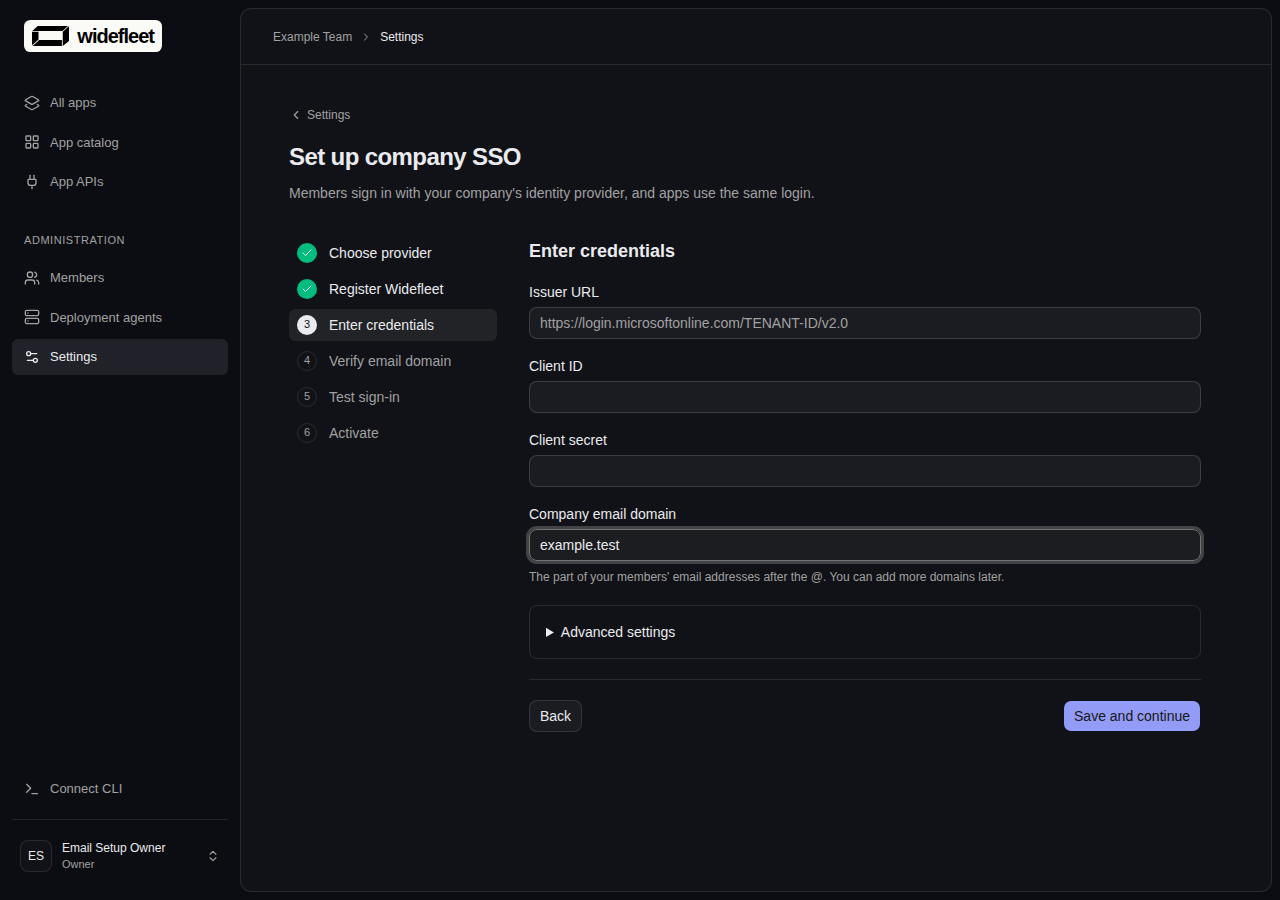 widefleet
All apps
App catalog
App APIs
ADMINISTRATION
Members
Deployment agents
Settings
Connect CLI
ES
Email Setup Owner
Owner
Example Team
Settings
Settings
Set up company SSO
Members sign in with your company's identity provider, and apps use the same login.
Choose provider
Register Widefleet
3 Enter credentials
4 Verify email domain
5 Test sign-in
6 Activate
Enter credentials
Issuer URL
https://login.microsoftonline.com/TENANT-ID/v2.0
Client ID
Client secret
Company email domain
example.test
The part of your members' email addresses after the @. You can add more domains later.
Advanced settings
Back
Save and continue